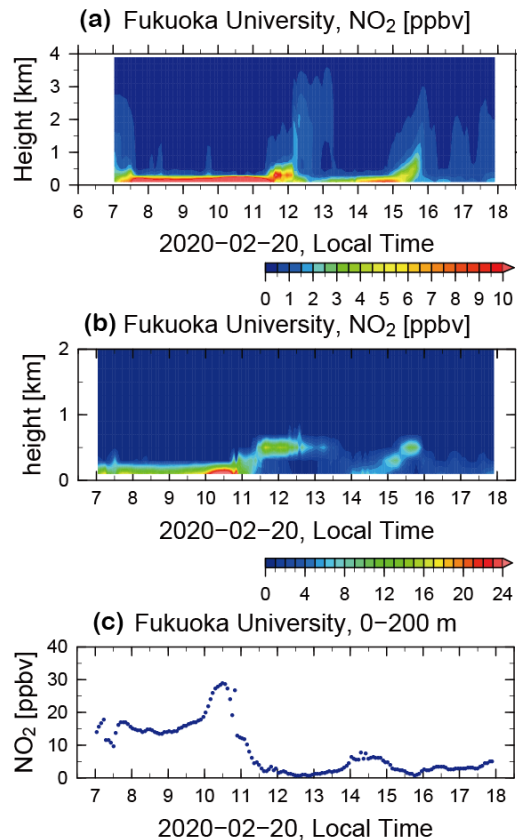 (a) Fukuoka University, NO₂ [ppbv]
Height [km]
4
3
2
1
0
6 7 8 9 10 11 12 13 14 15 16 17 18
2020−02−20, Local Time
0 1 2 3 4 5 6 7 8 9 10
(b) Fukuoka University, NO₂ [ppbv]
height [km]
2
1
0
7 8 9 10 11 12 13 14 15 16 17 18
2020−02−20, Local Time
0 4 8 12 16 20 24
(c) Fukuoka University, 0−200 m
NO₂ [ppbv]
40
30
20
10
0
7 8 9 10 11 12 13 14 15 16 17 18
2020−02−20, Local Time